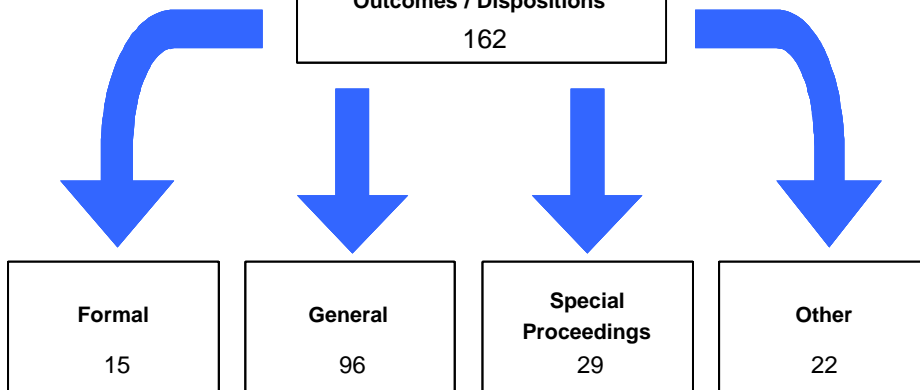 Outcomes / Dispositions
162
Formal
15
General
96
Special
Proceedings
29
Other
22